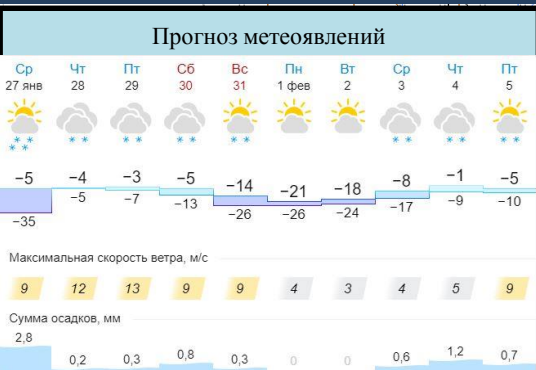 Прогноз метеоявлений
Ср Чт Пт Сб Вс Пн Вт Ср Чт Пт
27 янв 28 29 30 31 1 фев 2 3 4 5
−5 −4 −3 −5 −14 −21 −18 −8 −1 −5
−35 −5 −7 −13 −26 −26 −24 −17 −9 −10
Максимальная скорость ветра, м/с
9 12 13 9 9 4 3 4 5 9
Сумма осадков, мм
2,8 0,2 0,3 0,8 0,3 0 0 0,6 1,2 0,7